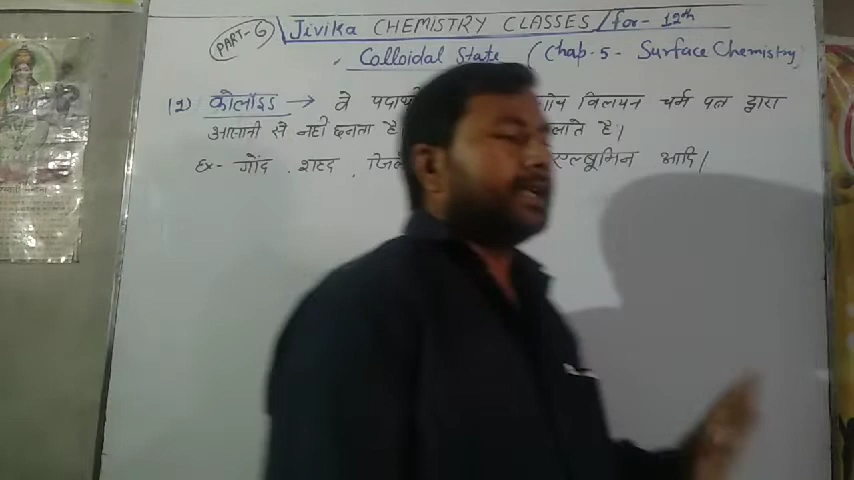 PART-6 Jivika CHEMISTRY CLASSES / for - 12th
Colloidal State ( Chap. 5 - Surface Chemistry)
(1) कोलॉइड → वे विलयन चर्म पत्र द्वारा
आसानी से नहीं छनता है। है।
Ex- गोंद , शहद , एल्बूमिन आदि।